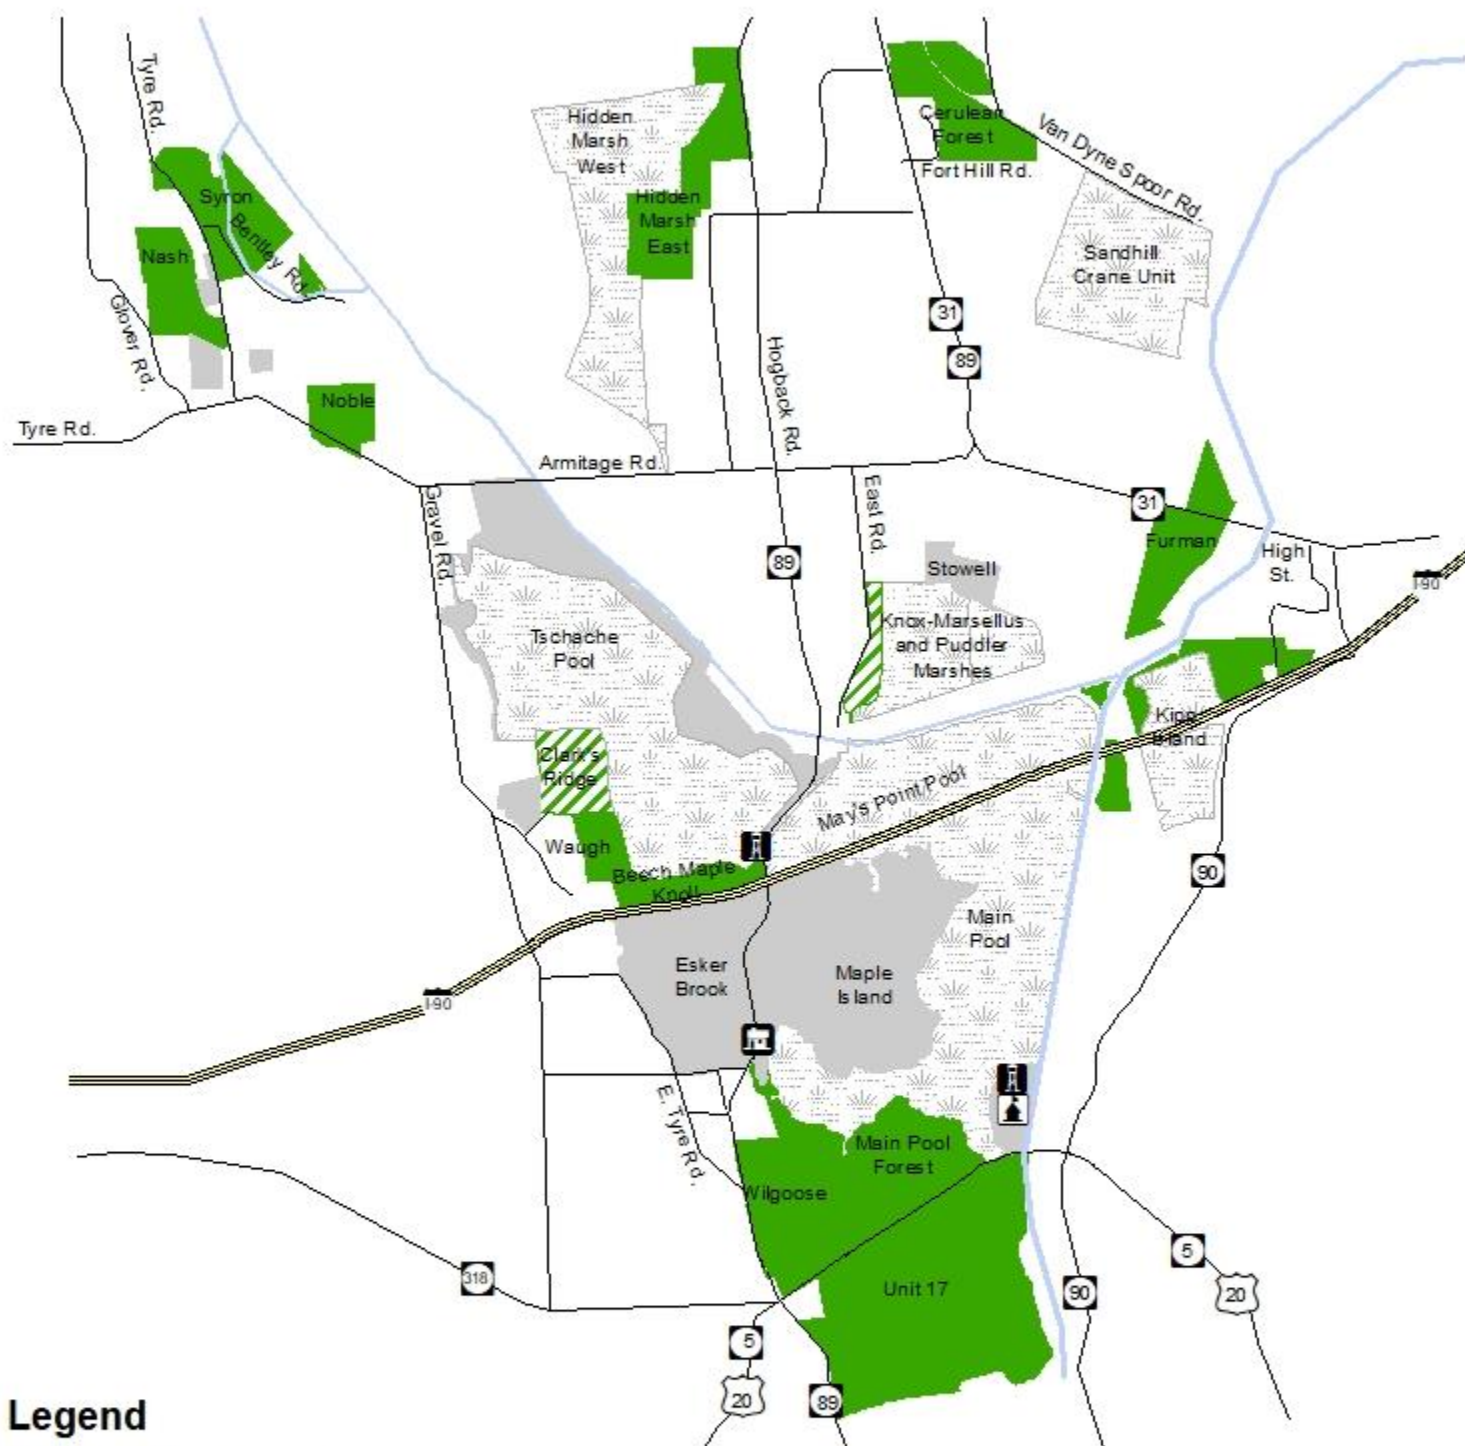 Tyre Rd.
Hidden
Marsh
West
Cerulean
Forest
Van Dyne Spoor Rd.
Fort Hill Rd.
Syron
Hidden
Marsh
East
Bentley Rd.
Nash
Sandhill
Crane Unit
Glover Rd.
31
89
Hogback Rd.
Noble
Tyre Rd.
Armitage Rd.
Gravel Rd.
East Rd.
31
Furman
High
St.
89
Stowell
I-90
Tschache
Pool
Knox-Marsellus
and Puddler
Marshes
Kipp
Island
Clark's
Ridge
May's Point Pool
Waugh
Beech Maple
Knoll
90
Main
Pool
Esker
Brook
Maple
Island
I-90
E. Tyre Rd.
Main Pool
Forest
Wilgoose
5
318
Unit 17
90
20
5
20
89
Legend